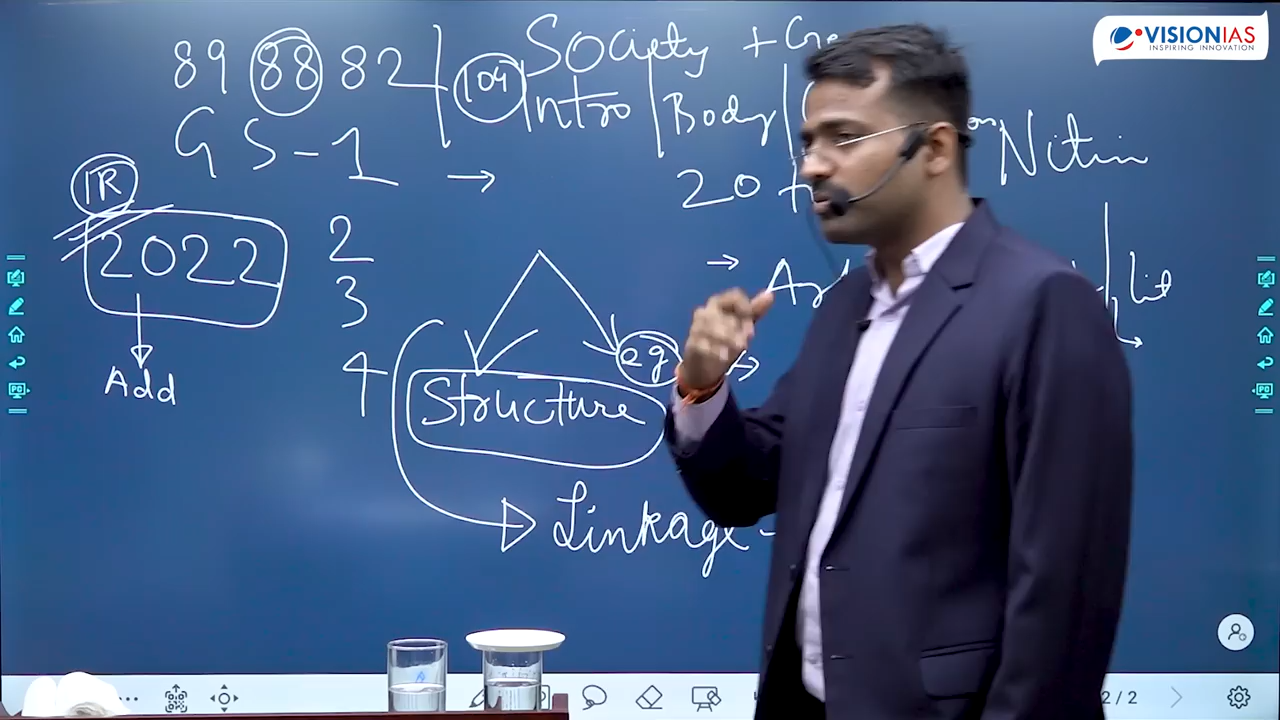 VISIONIAS
INSPIRING INNOVATION
89 88 82 104 Society +
Intro Body
GS-1 → 20 Nitin
IR
2022
Add
2
3
4
→
eg
Structure
Linkage -
lit
2/2